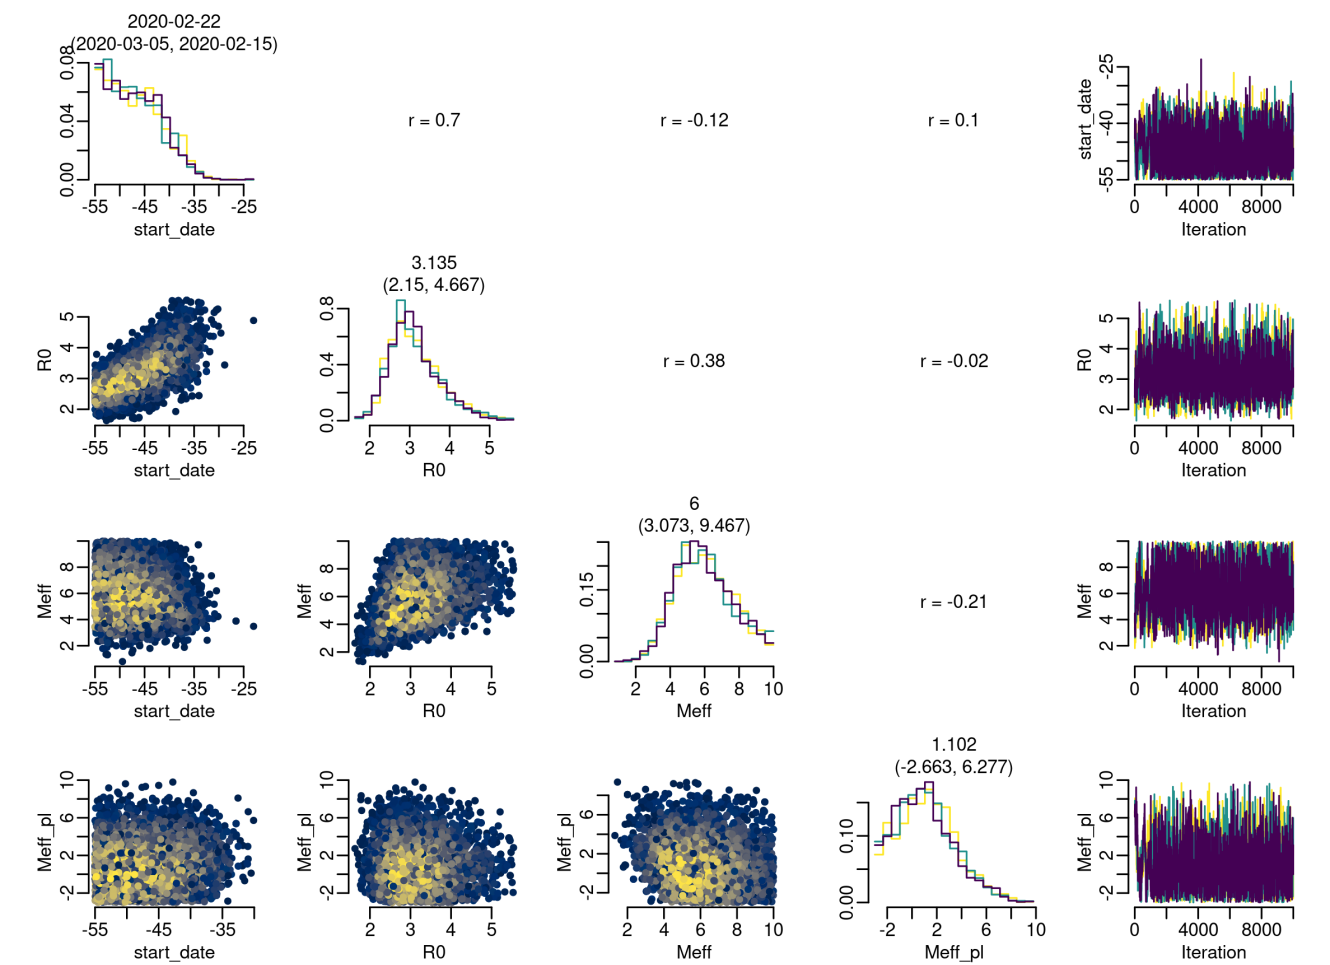 2020-02-22
(2020-03-05, 2020-02-15)
0.00 0.04 0.08
-55 -45 -35 -25
start_date
r = 0.7
r = -0.12
r = 0.1
start_date
-55 -40 -25
0 4000 8000
Iteration
R0
2 3 4 5
-55 -45 -35 -25
start_date
3.135
(2.15, 4.667)
0.0 0.4 0.8
2 3 4 5
R0
r = 0.38
r = -0.02
R0
2 3 4 5
0 4000 8000
Iteration
Meff
2 4 6 8
-55 -45 -35 -25
start_date
Meff
2 4 6 8
2 3 4 5
R0
6
(3.073, 9.467)
0.00 0.15
2 4 6 8 10
Meff
r = -0.21
Meff
2 4 6 8
0 4000 8000
Iteration
Meff_pl
-2 2 6 10
-55 -45 -35
start_date
Meff_pl
-2 2 6 10
2 3 4 5
R0
Meff_pl
-2 2 6
2 4 6 8 10
Meff
1.102
(-2.663, 6.277)
0.00 0.10
-2 2 6 10
Meff_pl
Meff_pl
-2 2 6 10
0 4000 8000
Iteration